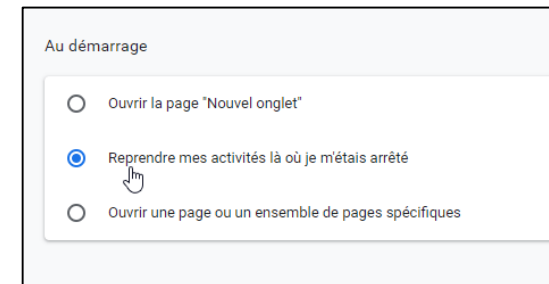 Au démarrage
Ouvrir la page "Nouvel onglet"
Reprendre mes activités là où je m'étais arrêté
Ouvrir une page ou un ensemble de pages spécifiques